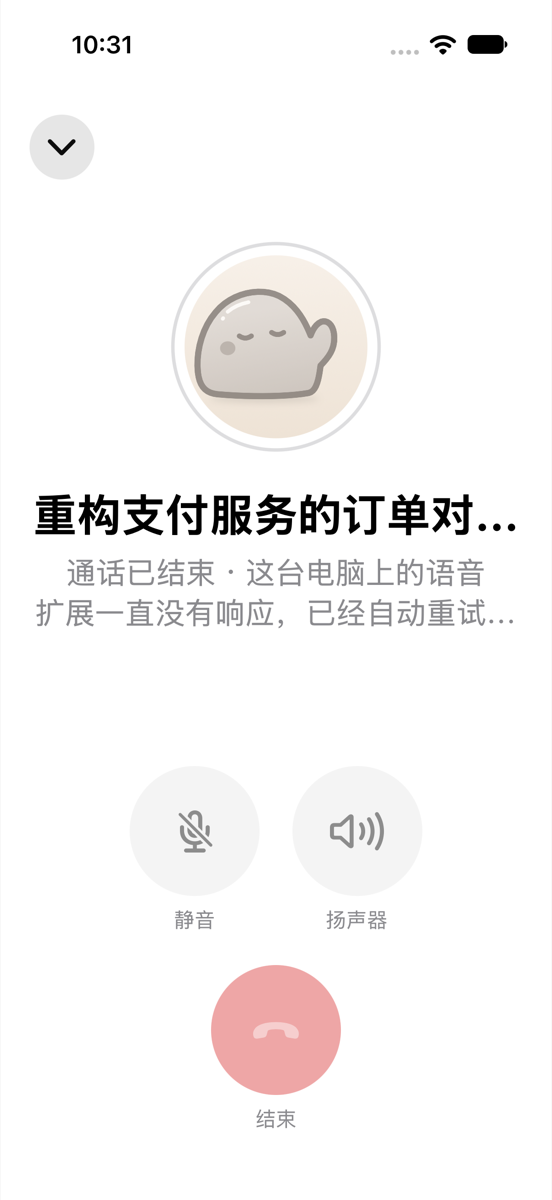 10:31
重构支付服务的订单对...
通话已结束 · 这台电脑上的语音
扩展一直没有响应，已经自动重试...
静音
扬声器
结束